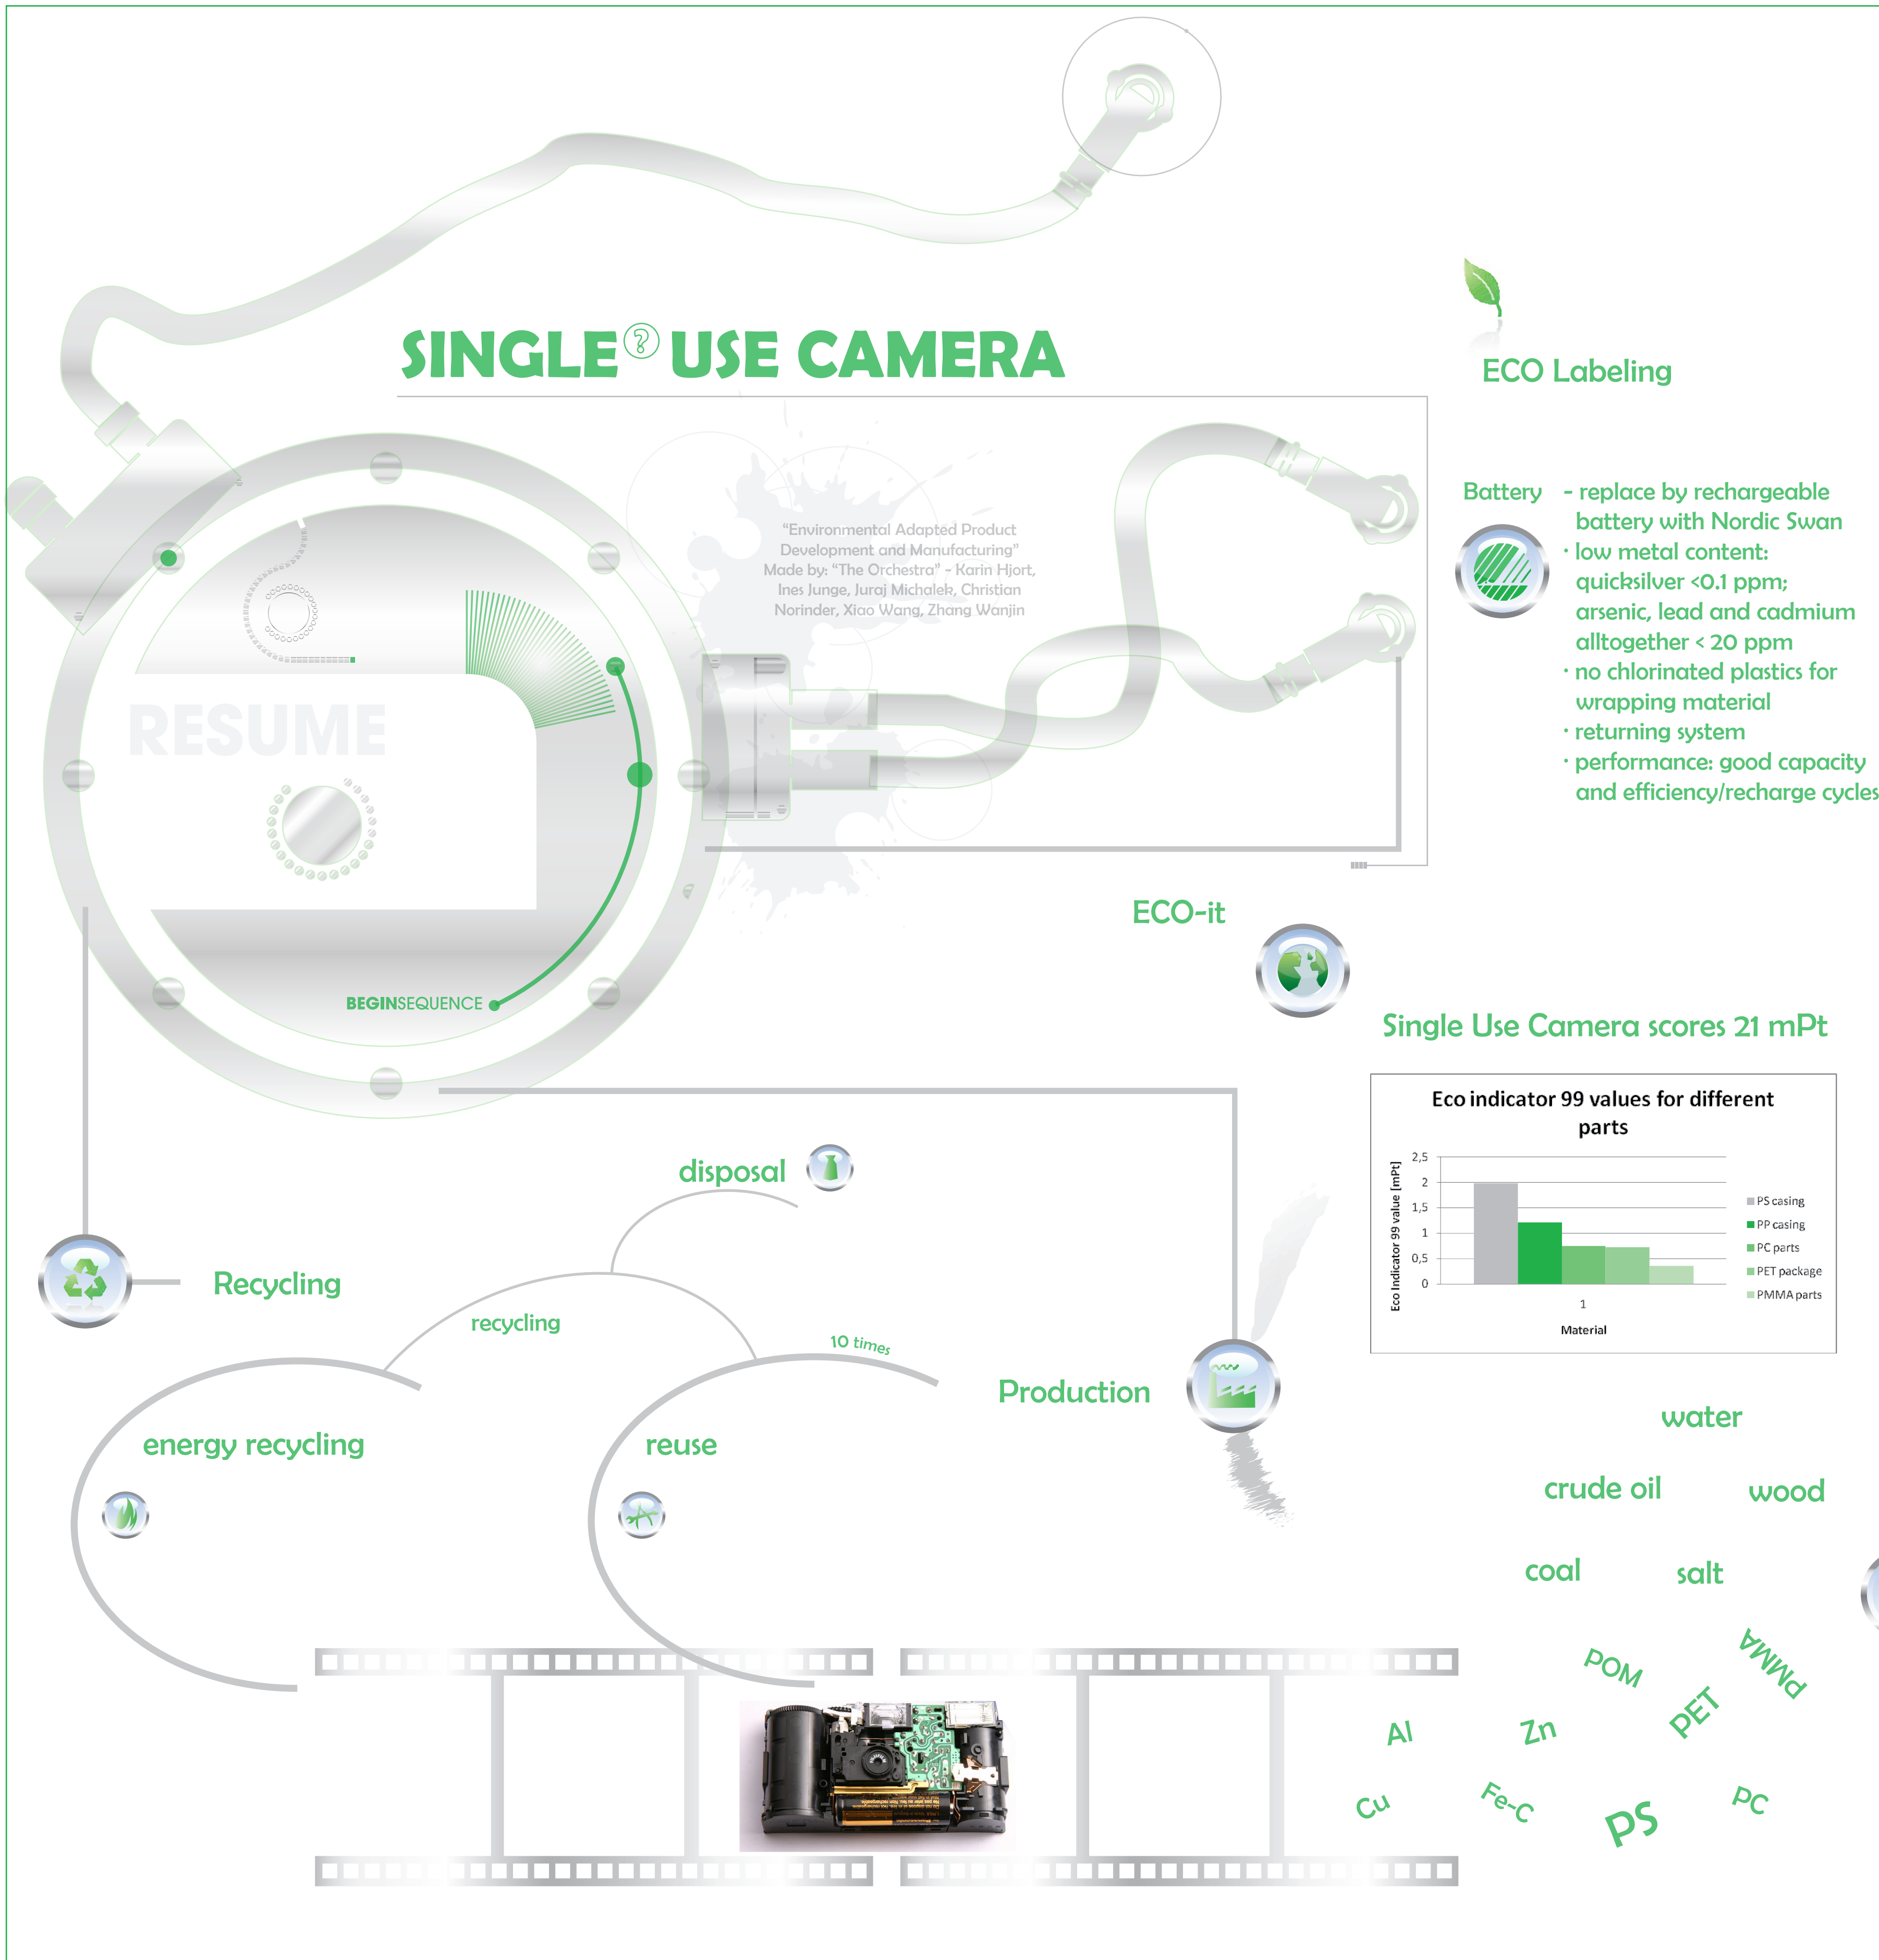 SINGLE? USE CAMERA
ECO Labeling
"Environmental Adapted Product
Development and Manufacturing"
Made by: "The Orchestra" - Karin Hjort,
Ines Junge, Juraj Michalek, Christian
Norinder, Xiao Wang, Zhang Wanjin
Battery - replace by rechargeable
battery with Nordic Swan
· low metal content:
quicksilver <0.1 ppm;
arsenic, lead and cadmium
alltogether < 20 ppm
· no chlorinated plastics for
wrapping material
· returning system
· performance: good capacity
and efficiency/recharge cycles
RESUME
BEGINSEQUENCE
ECO-it
Single Use Camera scores 21 mPt
Eco indicator 99 values for different
parts
Eco Indicator 99 value [mPt]
2,5
2
1,5
1
0,5
0
1
Material
PS casing
PP casing
PC parts
PET package
PMMA parts
disposal
Recycling
recycling
10 times
Production
energy recycling
reuse
water
crude oil
wood
coal
salt
POM
PMMA
PET
Al
Zn
Cu
Fe-C
PS
PC